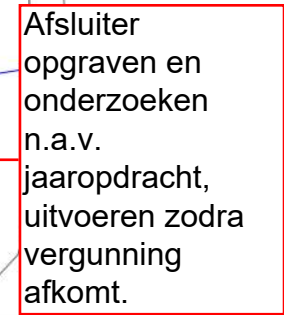 Afsluiter
opgraven en
onderzoeken
n.a.v.
jaaropdracht,
uitvoeren zodra
vergunning
afkomt.